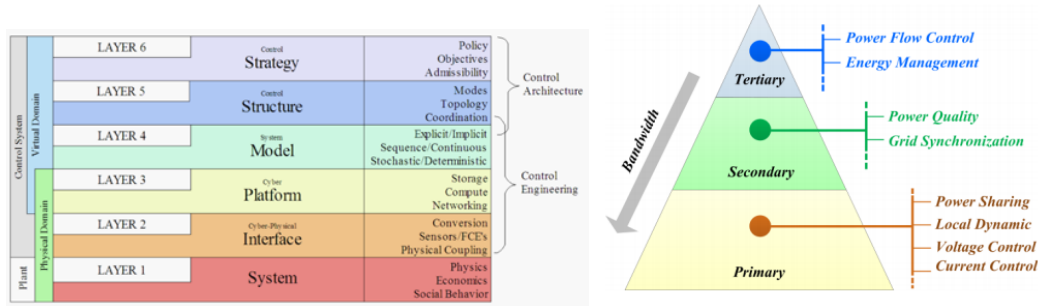 LAYER 6
Control
Strategy
Policy
Objectives
Admissibility
LAYER 5
Control
Structure
Modes
Topology
Coordination
LAYER 4
System
Model
Explicit/Implicit
Sequence/Continuous
Stochastic/Deterministic
LAYER 3
Cyber
Platform
Storage
Compute
Networking
LAYER 2
Cyber-Physical
Interface
Conversion
Sensors/FCE's
Physical Coupling
LAYER 1
System
Physics
Economics
Social Behavior
Control System
Virtual Domain
Physical Domain
Plant
Control
Architecture
Control
Engineering
Bandwidth
Tertiary
Power Flow Control
Energy Management
Secondary
Power Quality
Grid Synchronization
Primary
Power Sharing
Local Dynamic
Voltage Control
Current Control